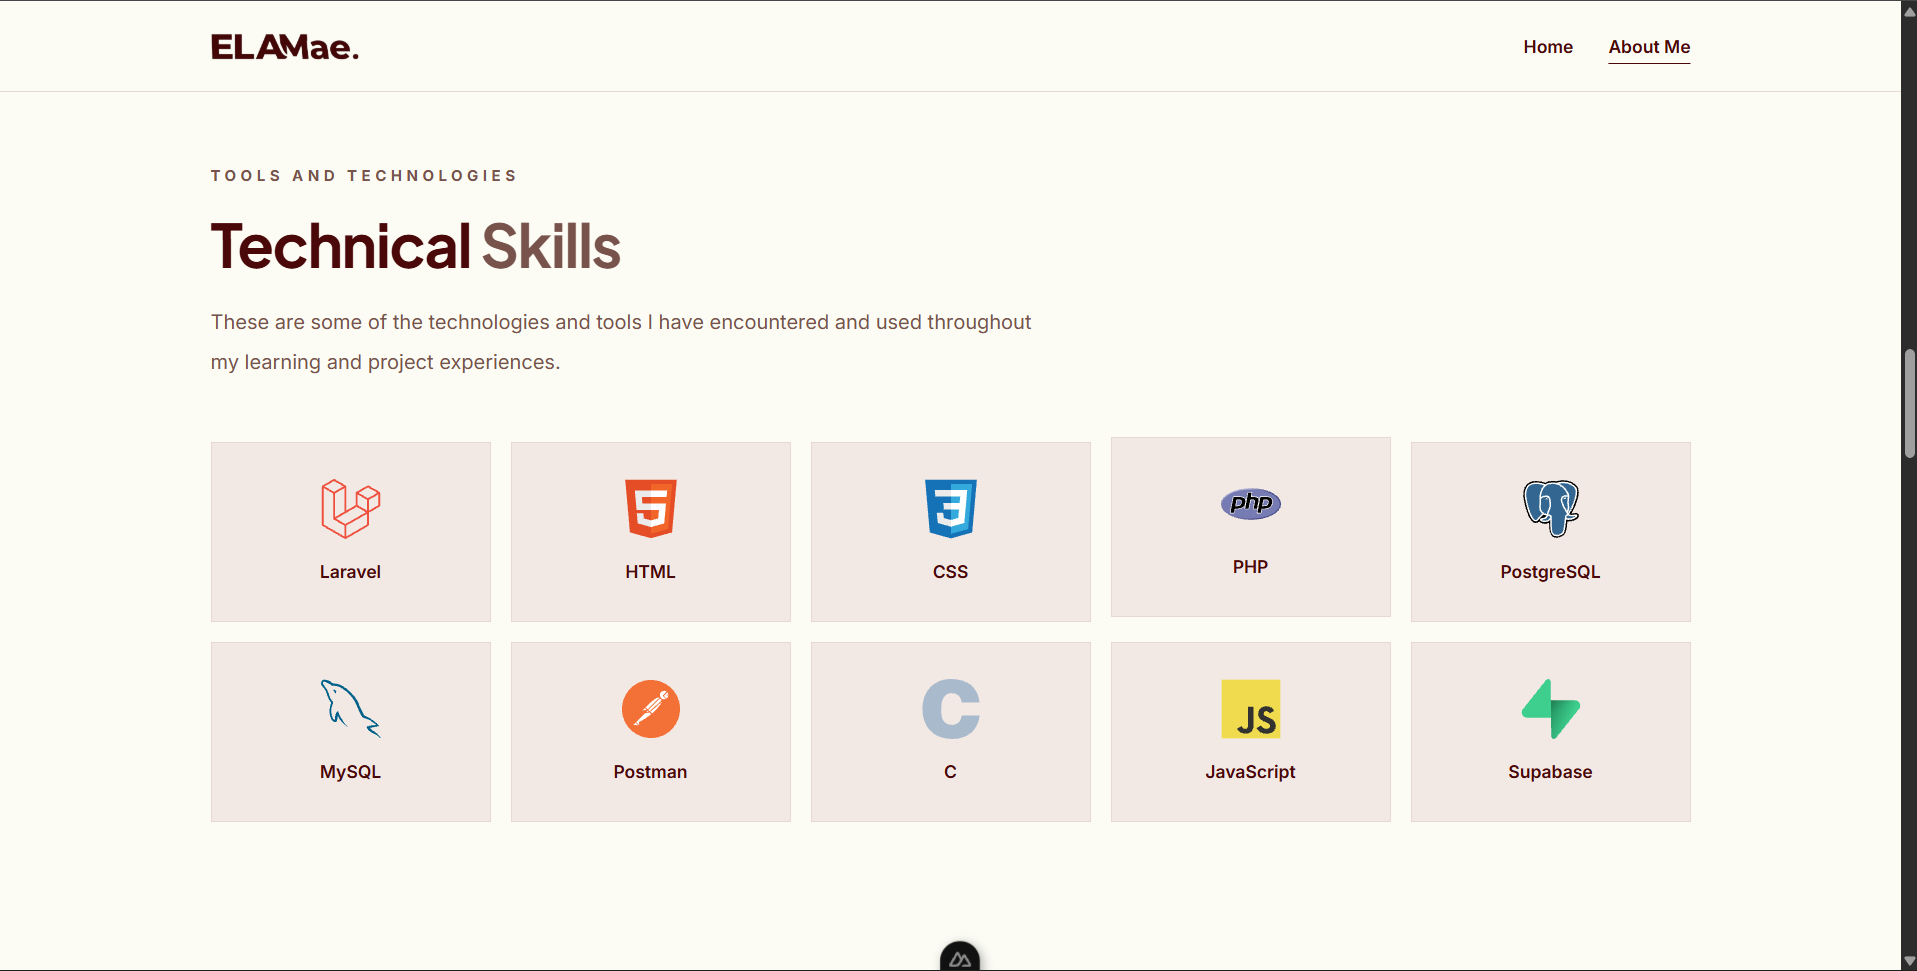 ELAMae.
Home About Me
TOOLS AND TECHNOLOGIES
Technical Skills
These are some of the technologies and tools I have encountered and used throughout
my learning and project experiences.
5 3 php
Laravel HTML CSS PHP PostgreSQL
C JS
MySQL Postman C JavaScript Supabase